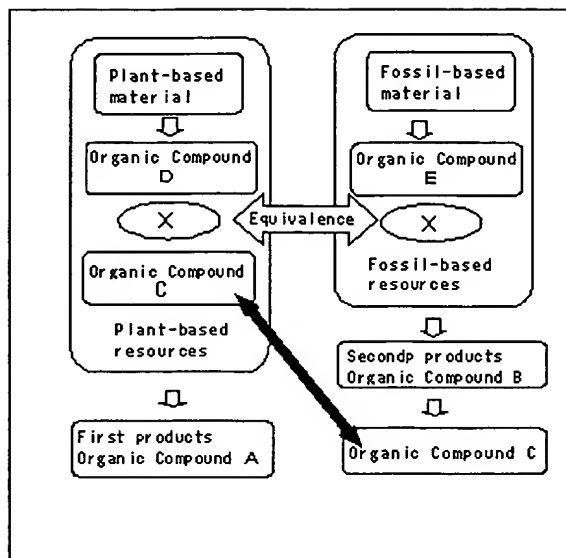 Plant-based
material
Organic Compound
D
X
Organic Compound
C
Plant-based
resources
First products
Organic Compound A
Equivalence
Fossil-based
material
Organic Compound
E
X
Fossil-based
resources
Secondp products
Organic Compound B
Organic Compound C